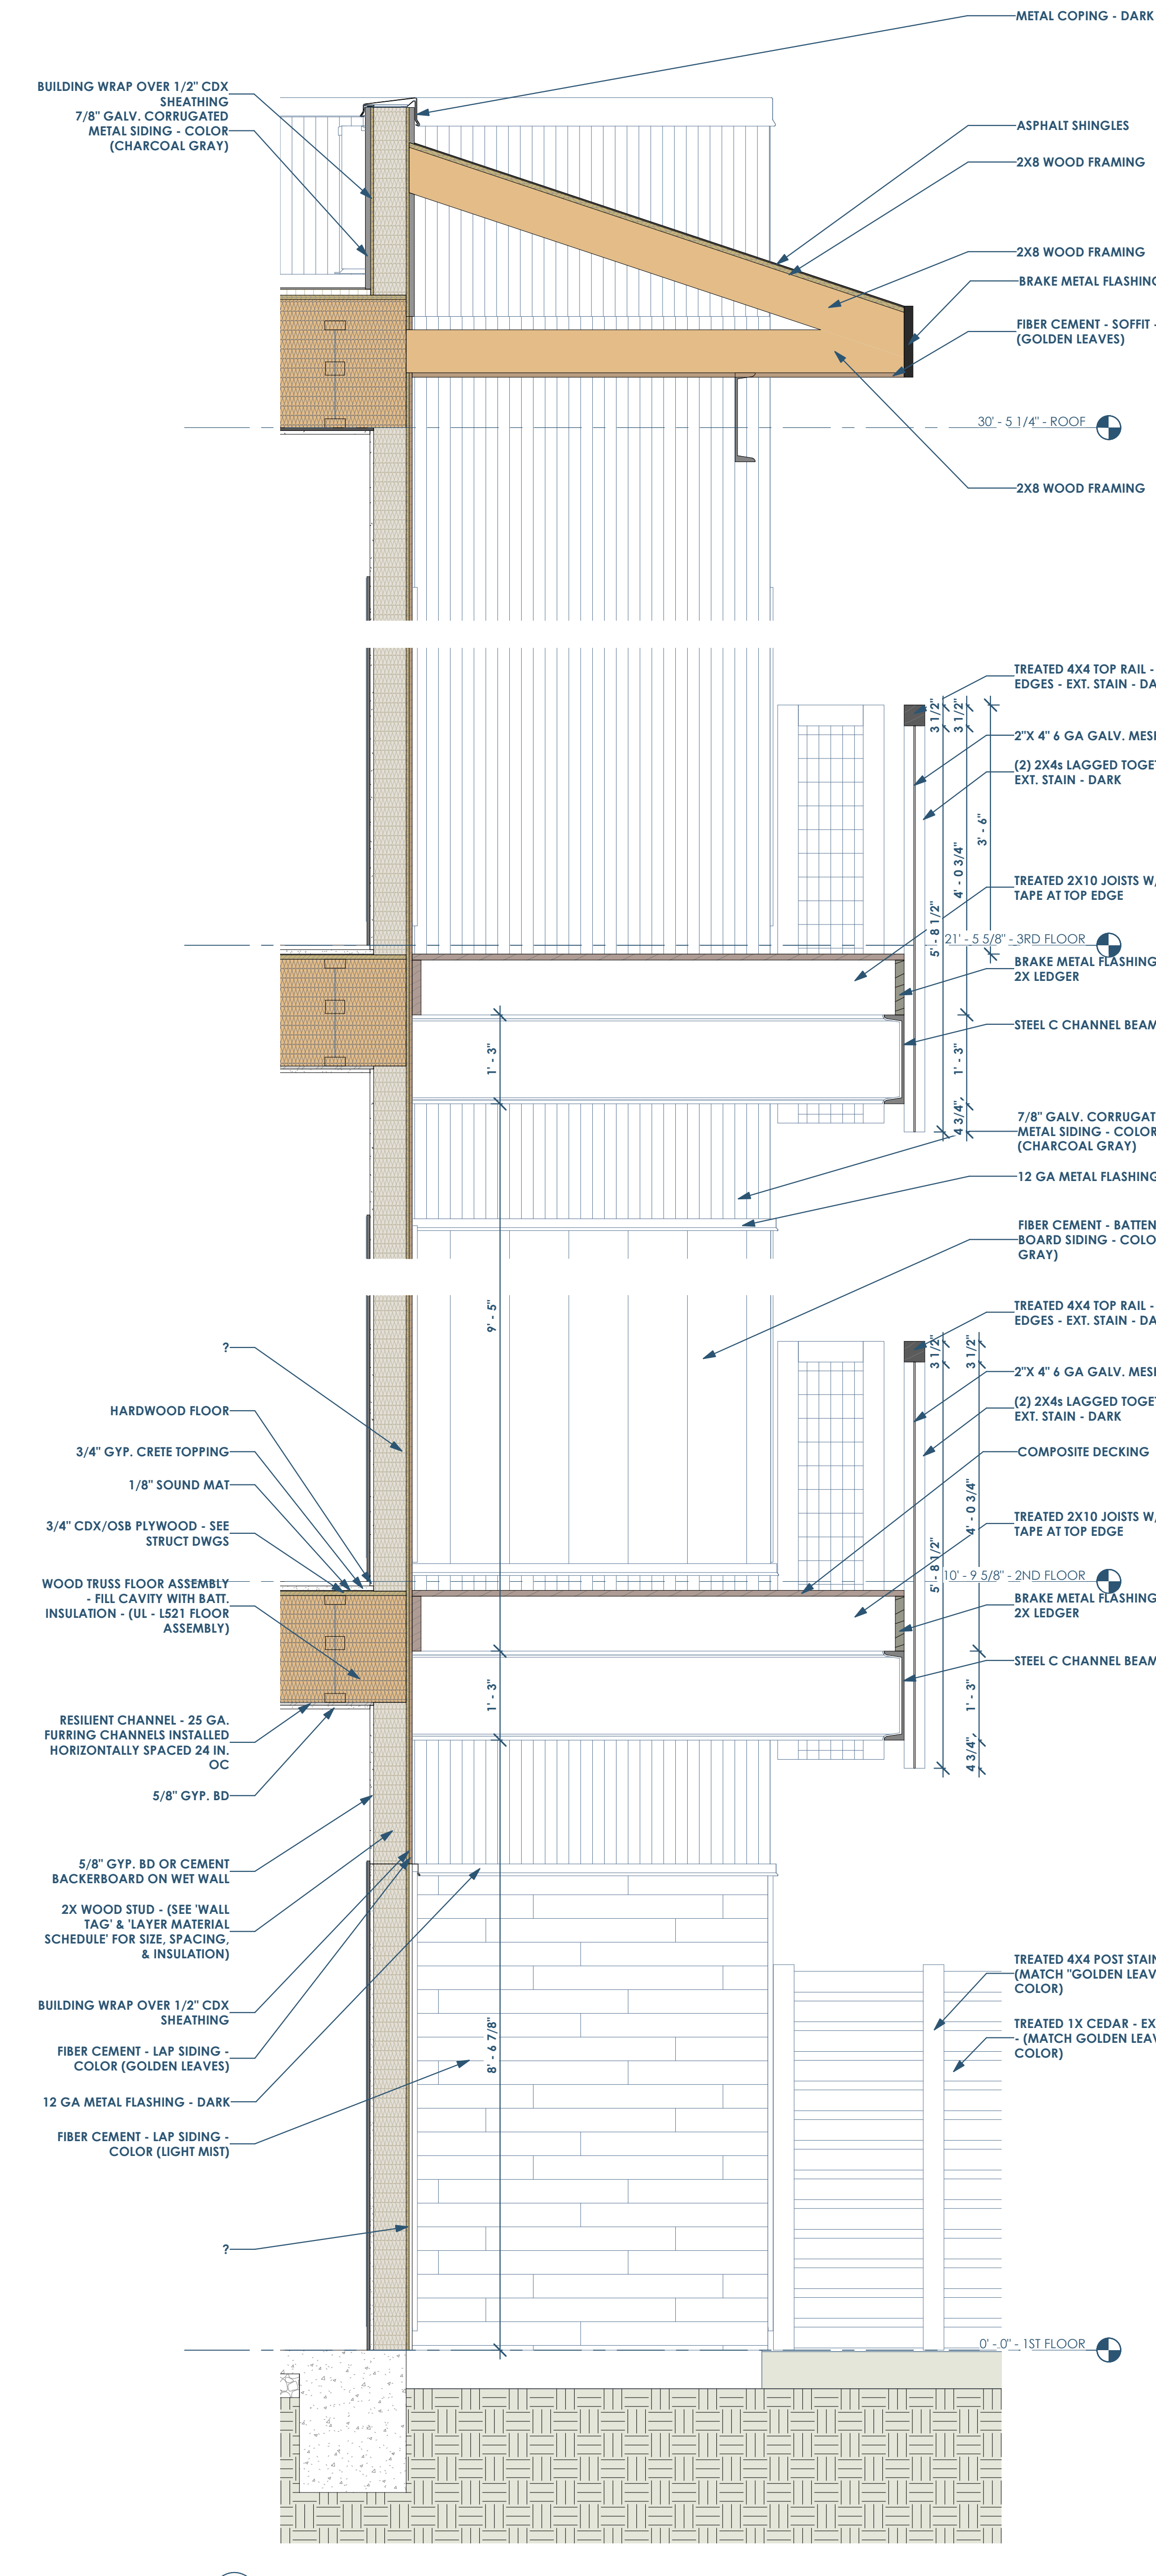 METAL COPING - DARK
BUILDING WRAP OVER 1/2" CDX
SHEATHING
7/8" GALV. CORRUGATED
METAL SIDING - COLOR
(CHARCOAL GRAY)
ASPHALT SHINGLES
2X8 WOOD FRAMING
2X8 WOOD FRAMING
BRAKE METAL FLASHING
FIBER CEMENT - SOFFIT -
(GOLDEN LEAVES)
30' - 5 1/4" - ROOF
2X8 WOOD FRAMING
TREATED 4X4 TOP RAIL -
EDGES - EXT. STAIN - DA
3 1/2"
3 1/2"
2"X 4" 6 GA GALV. MESH
(2) 2X4s LAGGED TOGET
EXT. STAIN - DARK
3' - 6"
4' - 0 3/4"
5' - 8 1/2"
TREATED 2X10 JOISTS W/
TAPE AT TOP EDGE
21' - 5 5/8" - 3RD FLOOR
BRAKE METAL FLASHING
2X LEDGER
STEEL C CHANNEL BEAM
1' - 3"
1' - 3"
4 3/4"
7/8" GALV. CORRUGAT
METAL SIDING - COLOR
(CHARCOAL GRAY)
12 GA METAL FLASHING
FIBER CEMENT - BATTEN
BOARD SIDING - COLO
GRAY)
9' - 5"
TREATED 4X4 TOP RAIL -
EDGES - EXT. STAIN - DA
3 1/2"
3 1/2"
?
2"X 4" 6 GA GALV. MESH
(2) 2X4s LAGGED TOGET
EXT. STAIN - DARK
HARDWOOD FLOOR
3/4" GYP. CRETE TOPPING
COMPOSITE DECKING
1/8" SOUND MAT
4' - 0 3/4"
5' - 8 1/2"
3/4" CDX/OSB PLYWOOD - SEE
STRUCT DWGS
TREATED 2X10 JOISTS W/
TAPE AT TOP EDGE
10' - 9 5/8" - 2ND FLOOR
WOOD TRUSS FLOOR ASSEMBLY
- FILL CAVITY WITH BATT.
INSULATION - (UL - L521 FLOOR
ASSEMBLY)
BRAKE METAL FLASHING
2X LEDGER
STEEL C CHANNEL BEAM
1' - 3"
1' - 3"
4 3/4"
RESILIENT CHANNEL - 25 GA.
FURRING CHANNELS INSTALLED
HORIZONTALLY SPACED 24 IN.
OC
5/8" GYP. BD
5/8" GYP. BD OR CEMENT
BACKERBOARD ON WET WALL
2X WOOD STUD - (SEE 'WALL
TAG' & 'LAYER MATERIAL
SCHEDULE' FOR SIZE, SPACING,
& INSULATION)
TREATED 4X4 POST STAIN
(MATCH "GOLDEN LEAV
COLOR)
BUILDING WRAP OVER 1/2" CDX
SHEATHING
8' - 6 7/8"
TREATED 1X CEDAR - EX
- (MATCH GOLDEN LEAV
COLOR)
FIBER CEMENT - LAP SIDING -
COLOR (GOLDEN LEAVES)
12 GA METAL FLASHING - DARK
FIBER CEMENT - LAP SIDING -
COLOR (LIGHT MIST)
?
0' - 0" - 1ST FLOOR